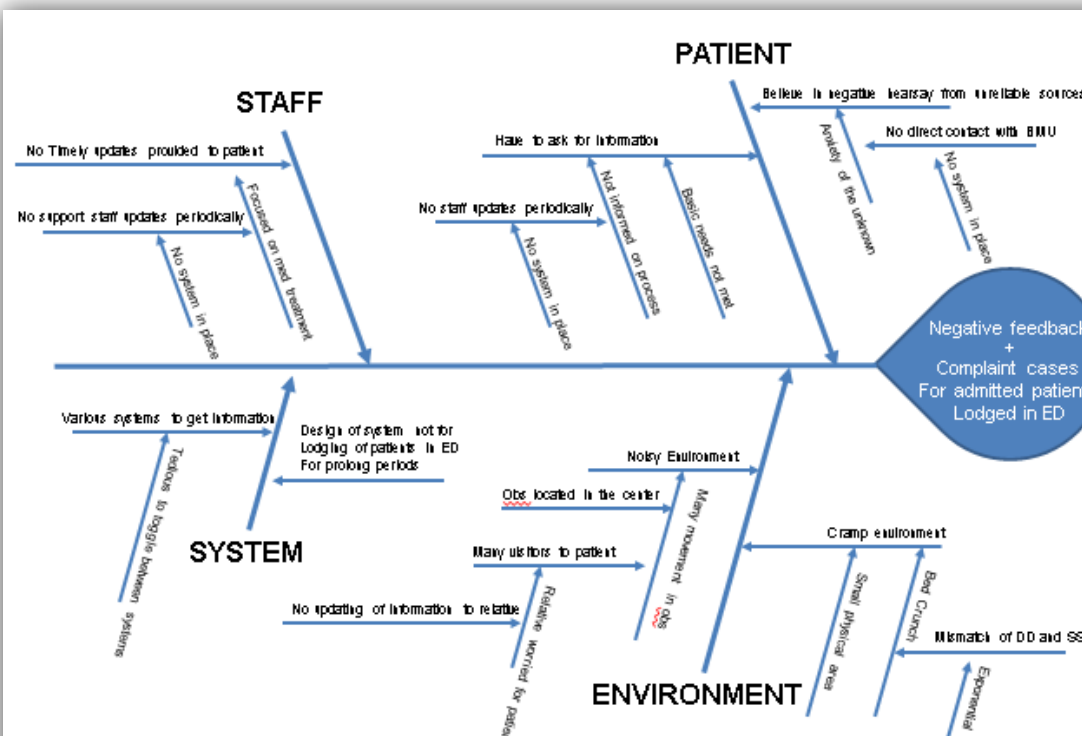 PATIENT
STAFF
Believe in negative hearsay from unreliable sources
No direct contact with BMU
Anxiety of the unknown
No system in place
Have to ask for information
Not informed on process
Basic needs not met
No staff updates periodically
No system in place
No Timely updates provided to patient
Focused on med treatment
No support staff updates periodically
No system in place
Negative feedback
+
Complaint cases
For admitted patien
Lodged in ED
Various systems to get information
Tedious to toggle between systems
Design of system not for
Lodging of patients in ED
For prolong periods
SYSTEM
Noisy Environment
Obs located in the center
Many movement in obs
Many visitors to patient
No updating of information to relative
Relative worried for patie
Cramp environment
Small physical area
Bed Crunch
Mismatch of DD and SS
Exponential
ENVIRONMENT